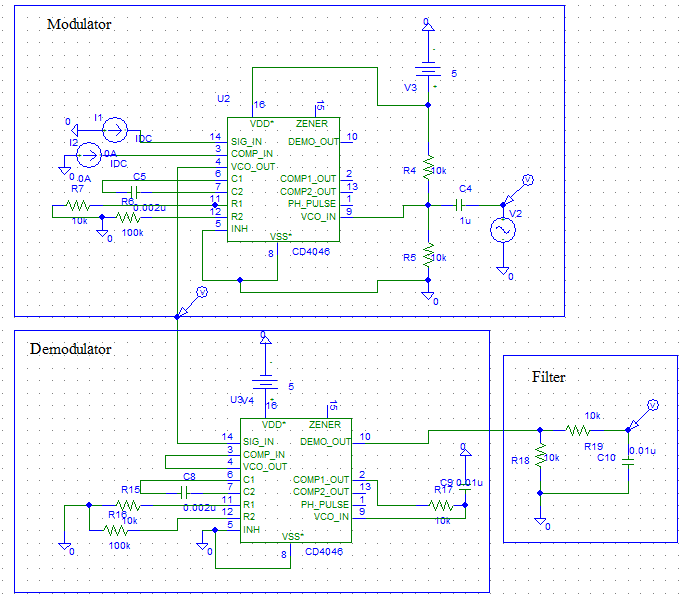 Modulator
0
V3
5
U2
16
15
VDD*
ZENER
I1
0
IDC
14
SIG_IN
DEMO_OUT
10
I2
0A
3
COMP_IN
IDC
4
VCO_OUT
0
0A
C5
6
C1
COMP1_OUT
2
R4
10k
V
R7
7
C2
COMP2_OUT
13
C4
R6
0.002u
11
R1
PH_PULSE
1
V2
10k
12
R2
VCO_IN
9
1u
100k
5
INH
0
VSS*
8
CD4046
R5
10k
0
0
V
Demodulator
0
U3
V4
5
16
15
VDD*
ZENER
14
SIG_IN
DEMO_OUT
10
3
COMP_IN
0
4
VCO_OUT
C8
6
C1
COMP1_OUT
2
C9
0.01u
R15
7
C2
COMP2_OUT
13
R17
0.002u
11
R1
PH_PULSE
1
R16
10k
12
R2
VCO_IN
9
10k
5
INH
100k
0
0
VSS*
8
CD4046
Filter
V
10k
R19
R18
10k
C10
0.01u
0